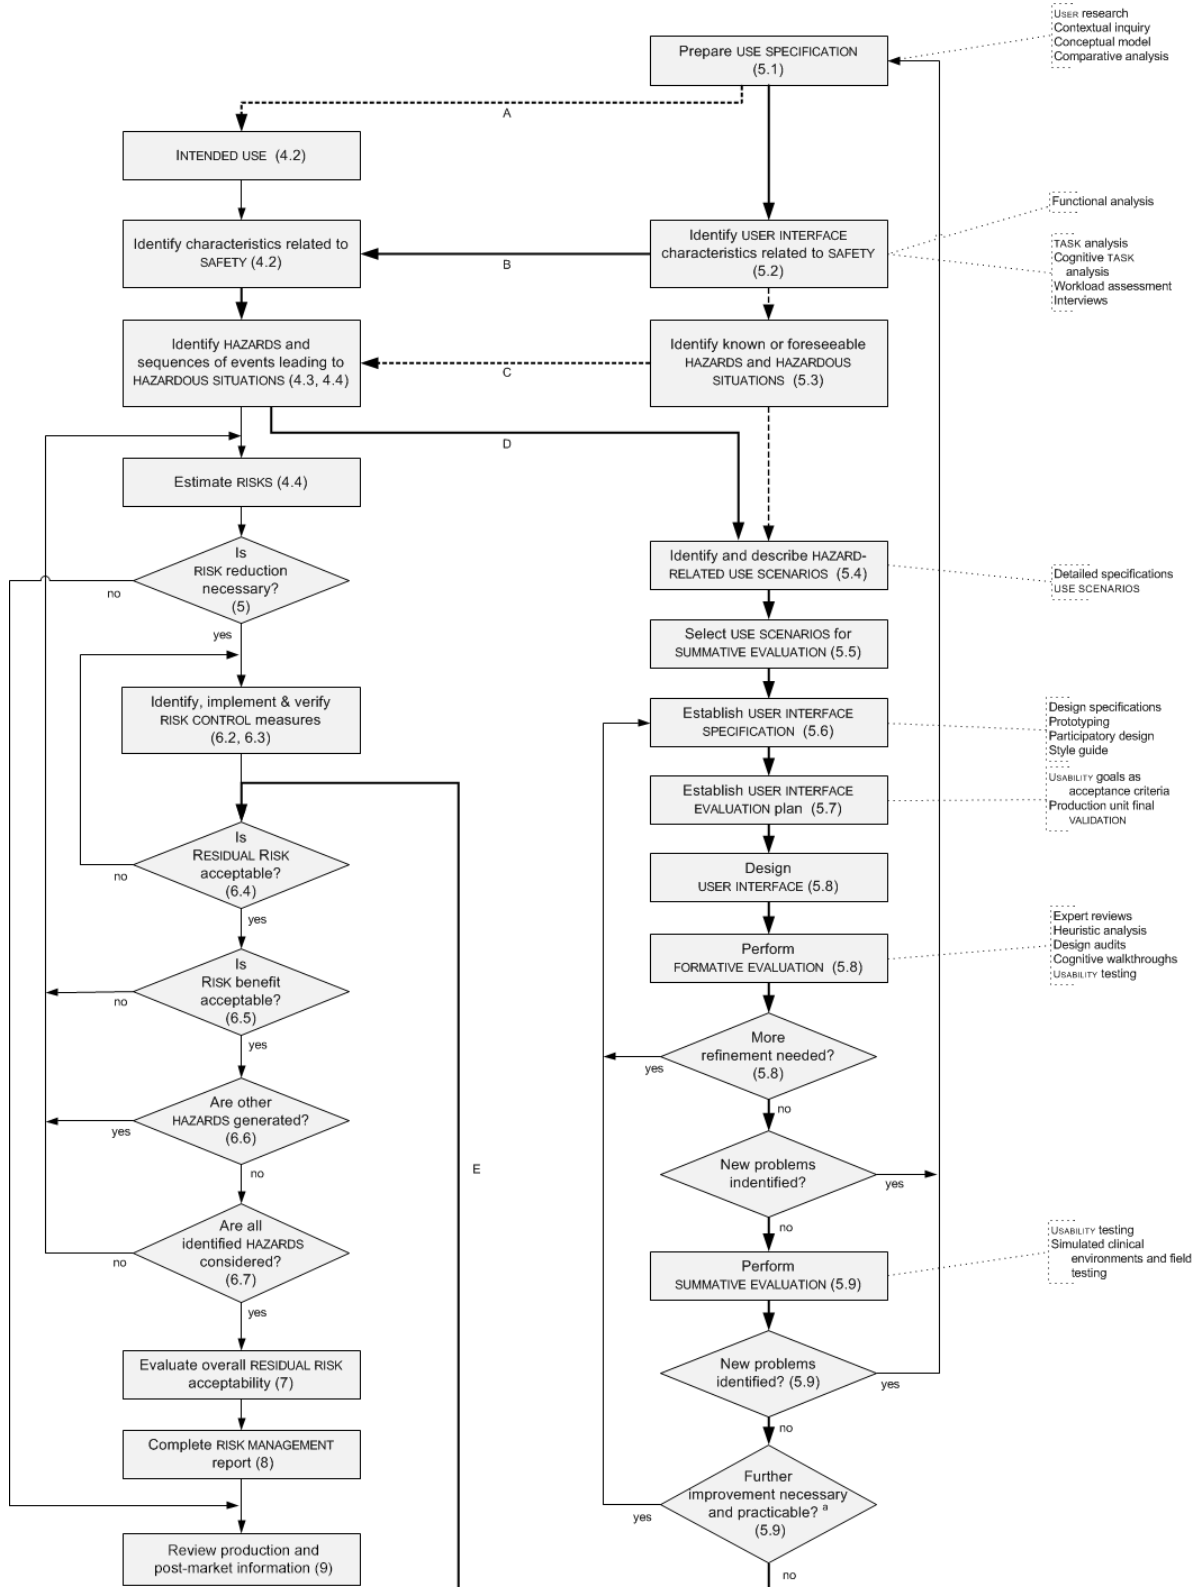 USER research
Contextual inquiry
Conceptual model
Comparative analysis
Prepare USE SPECIFICATION
(5.1)
A
INTENDED USE (4.2)
Functional analysis
Identify characteristics related to
SAFETY (4.2)
B
Identify USER INTERFACE
characteristics related to SAFETY
(5.2)
TASK analysis
Cognitive TASK
analysis
Workload assessment
Interviews
Identify HAZARDS and
sequences of events leading to
HAZARDOUS SITUATIONS (4.3, 4.4)
C
Identify known or foreseeable
HAZARDS and HAZARDOUS
SITUATIONS (5.3)
D
Estimate RISKS (4.4)
Is
RISK reduction
necessary?
(5)
no
yes
Identify and describe HAZARD-
RELATED USE SCENARIOS (5.4)
Detailed specifications
USE SCENARIOS
Select USE SCENARIOS for
SUMMATIVE EVALUATION (5.5)
Identify, implement & verify
RISK CONTROL measures
(6.2, 6.3)
Establish USER INTERFACE
SPECIFICATION (5.6)
Design specifications
Prototyping
Participatory design
Style guide
Establish USER INTERFACE
EVALUATION plan (5.7)
USABILITY goals as
acceptance criteria
Production unit final
VALIDATION
Is
RESIDUAL RISK
acceptable?
(6.4)
no
yes
Design
USER INTERFACE (5.8)
Perform
FORMATIVE EVALUATION (5.8)
Expert reviews
Heuristic analysis
Design audits
Cognitive walkthroughs
USABILITY testing
Is
RISK benefit
acceptable?
(6.5)
no
yes
More
refinement needed?
(5.8)
yes
no
Are other
HAZARDS generated?
(6.6)
yes
no
E
New problems
indentified?
yes
no
Are all
identified HAZARDS
considered?
(6.7)
no
yes
Perform
SUMMATIVE EVALUATION (5.9)
USABILITY testing
Simulated clinical
environments and field
testing
Evaluate overall RESIDUAL RISK
acceptability (7)
New problems
identified? (5.9)
yes
no
Complete RISK MANAGEMENT
report (8)
Further
improvement necessary
and practicable? a
(5.9)
yes
no
Review production and
post-market information (9)